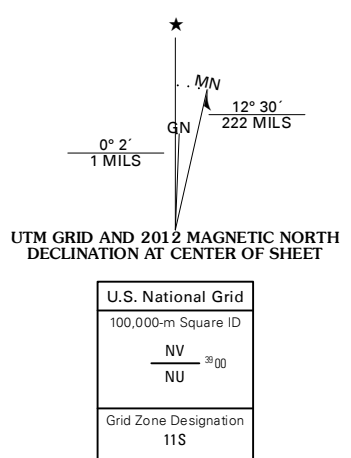 ★
MN
GN
12° 30´
222 MILS
0° 2´
1 MILS
UTM GRID AND 2012 MAGNETIC NORTH
DECLINATION AT CENTER OF SHEET
U.S. National Grid
100,000-m Square ID
NV
3900
NU
Grid Zone Designation
11S